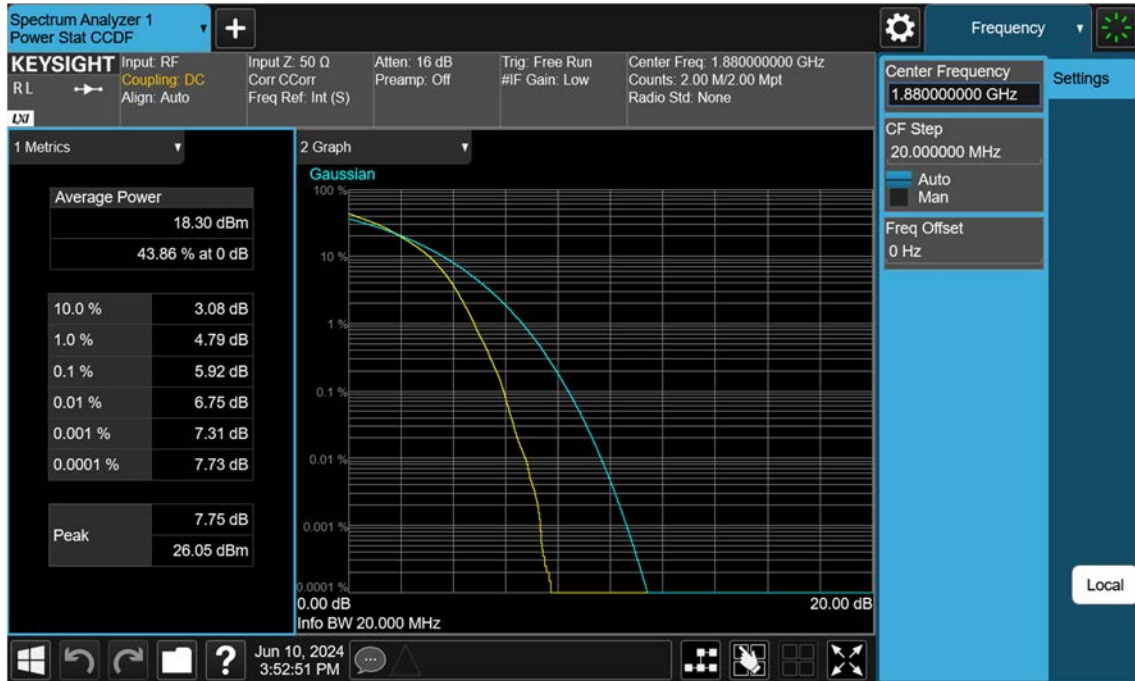 Spectrum Analyzer 1
Power Stat CCDF
Frequency
KEYSIGHT
R L
LXI
Input: RF
Coupling: DC
Align: Auto
Input Z: 50 Ω
Corr CCorr
Freq Ref: Int (S)
Atten: 16 dB
Preamp: Off
Trig: Free Run
#IF Gain: Low
Center Freq: 1.880000000 GHz
Counts: 2.00 M/2.00 Mpt
Radio Std: None
Center Frequency
1.880000000 GHz
Settings
CF Step
20.000000 MHz
Auto
Man
Freq Offset
0 Hz
1 Metrics
Average Power
18.30 dBm
43.86 % at 0 dB
10.0 % 3.08 dB
1.0 % 4.79 dB
0.1 % 5.92 dB
0.01 % 6.75 dB
0.001 % 7.31 dB
0.0001 % 7.73 dB
Peak
7.75 dB
26.05 dBm
2 Graph
Gaussian
100 %
10 %
1 %
0.1 %
0.01 %
0.001 %
0.0001 %
0.00 dB 20.00 dB
Info BW 20.000 MHz
Local
?
Jun 10, 2024
3:52:51 PM